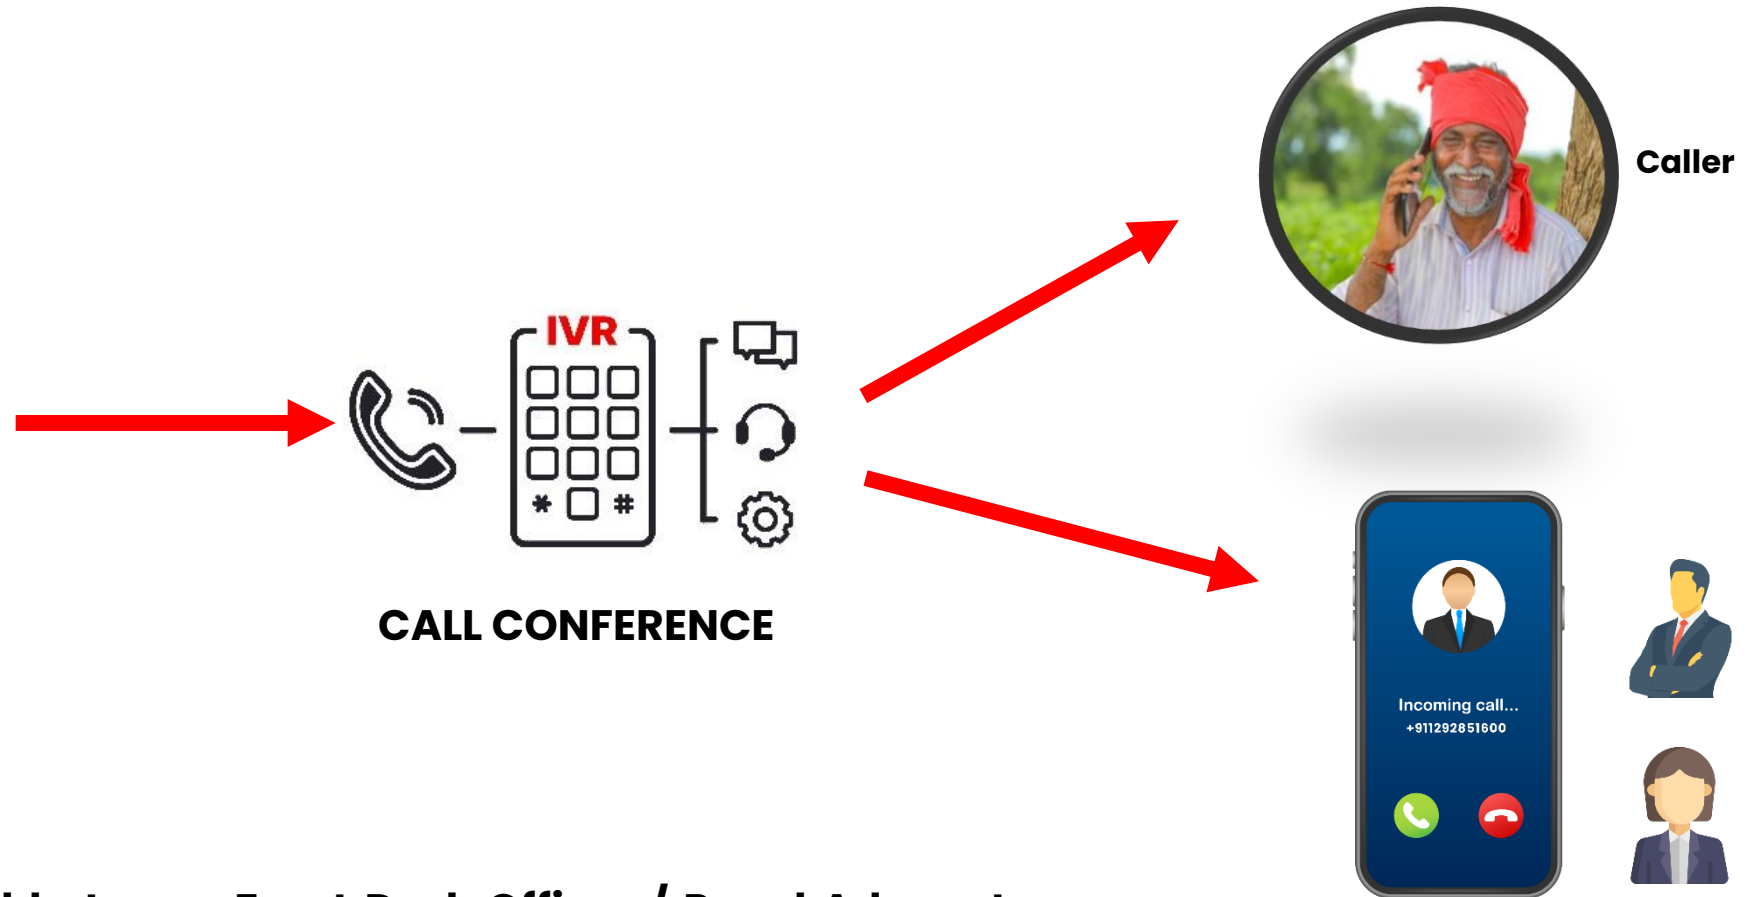 Caller
IVR
* #
CALL CONFERENCE
Incoming call...
+911292851600